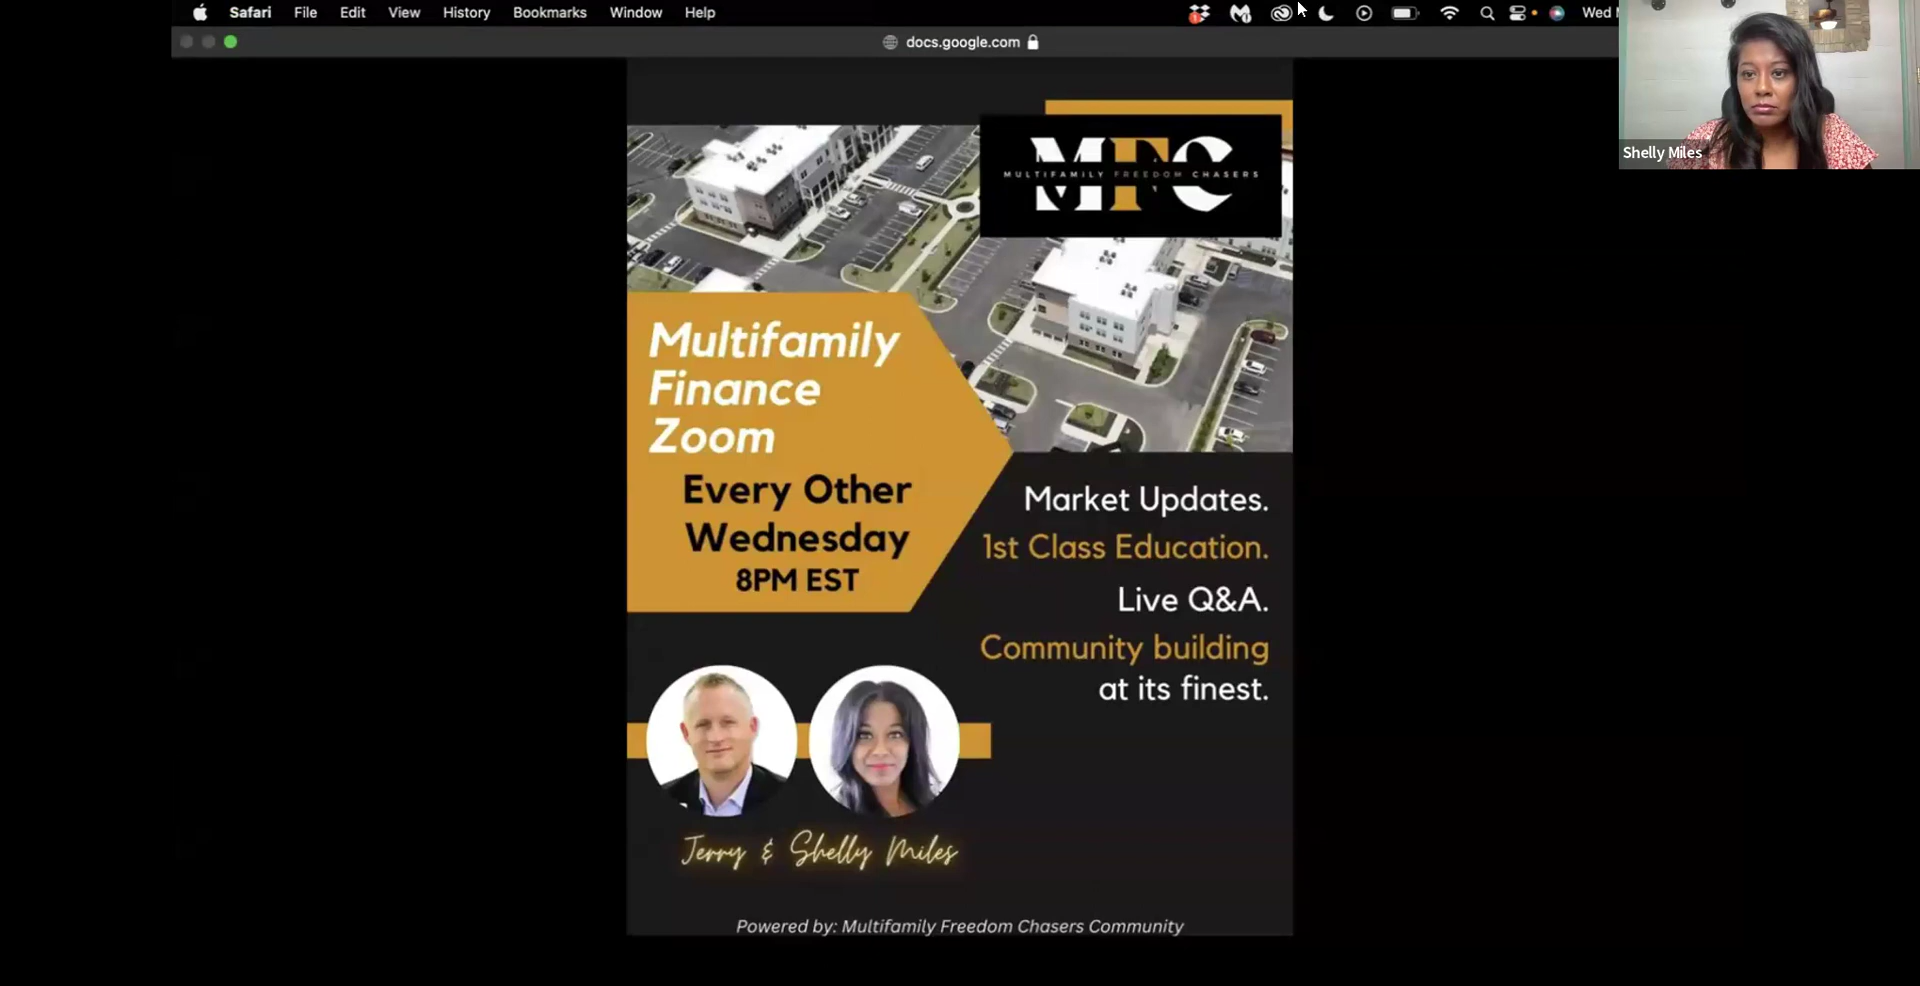 Safari File Edit View History Bookmarks Window Help
docs.google.com
Shelly Miles
MFC
MULTIFAMILY FREEDOM CHASERS
Multifamily
Finance
Zoom
Every Other
Wednesday
8PM EST
Market Updates.
1st Class Education.
Live Q&A.
Community building
at its finest.
Jerry & Shelly Miles
Powered by: Multifamily Freedom Chasers Community